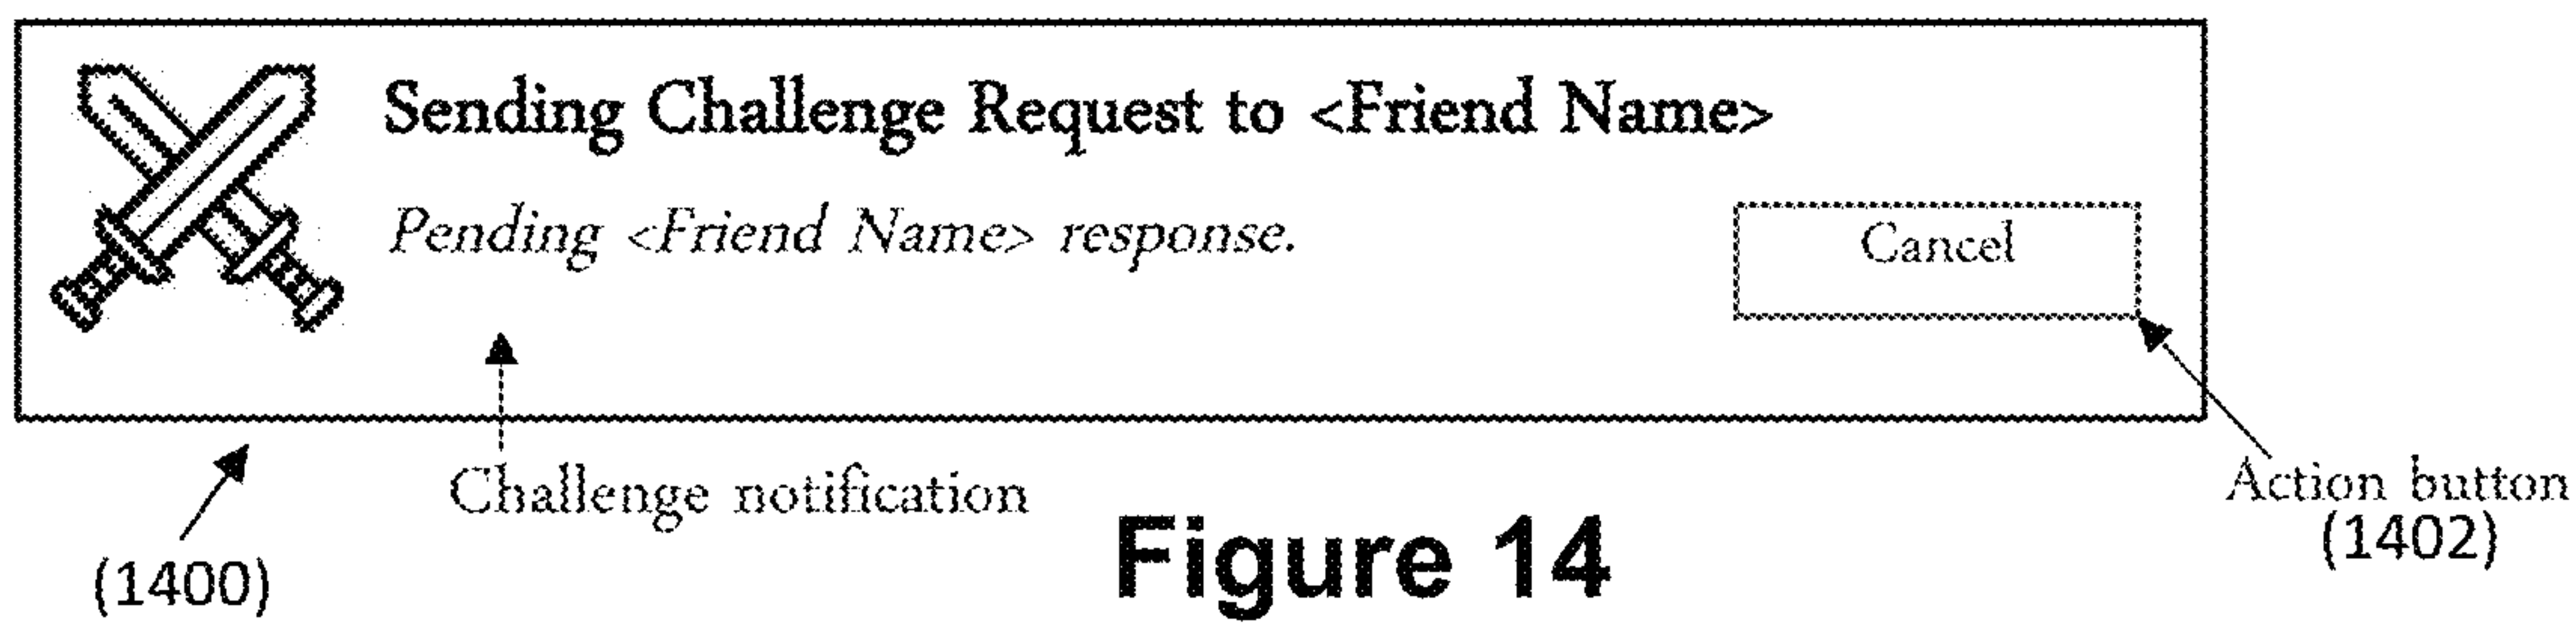 Sending Challenge Request to <Friend Name>
Pending <Friend Name> response.
Cancel
Challenge notification
Action button
(1402)
(1400)
Figure 14